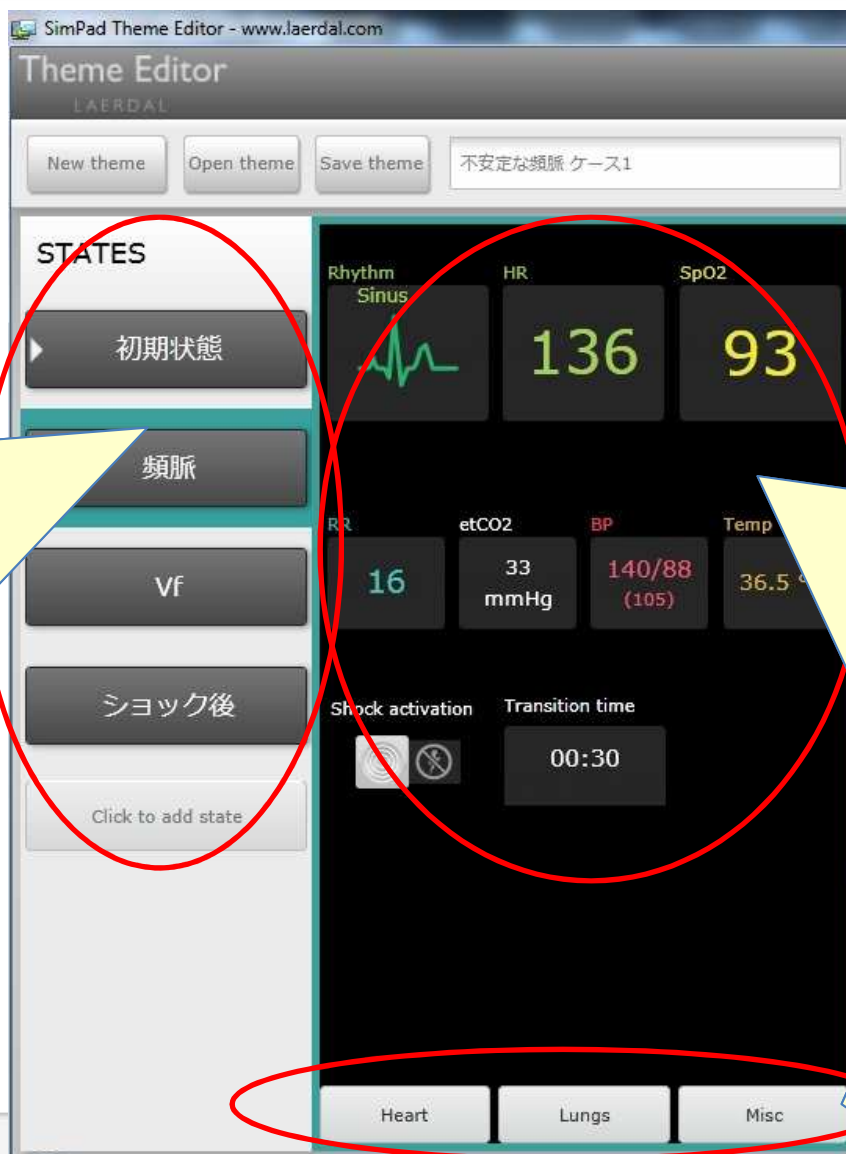 SimPad Theme Editor - www.laerdal.com
Theme Editor
LAERDAL
New theme Open theme Save theme 不安定な頻脈 ケース1
STATES
初期状態
頻脈
Vf
ショック後
Click to add state
Rhythm HR SpO2
Sinus
136 93
RR etCO2 BP Temp
16 33 mmHg 140/88 (105) 36.5 °
Shock activation Transition time
00:30
Heart Lungs Misc